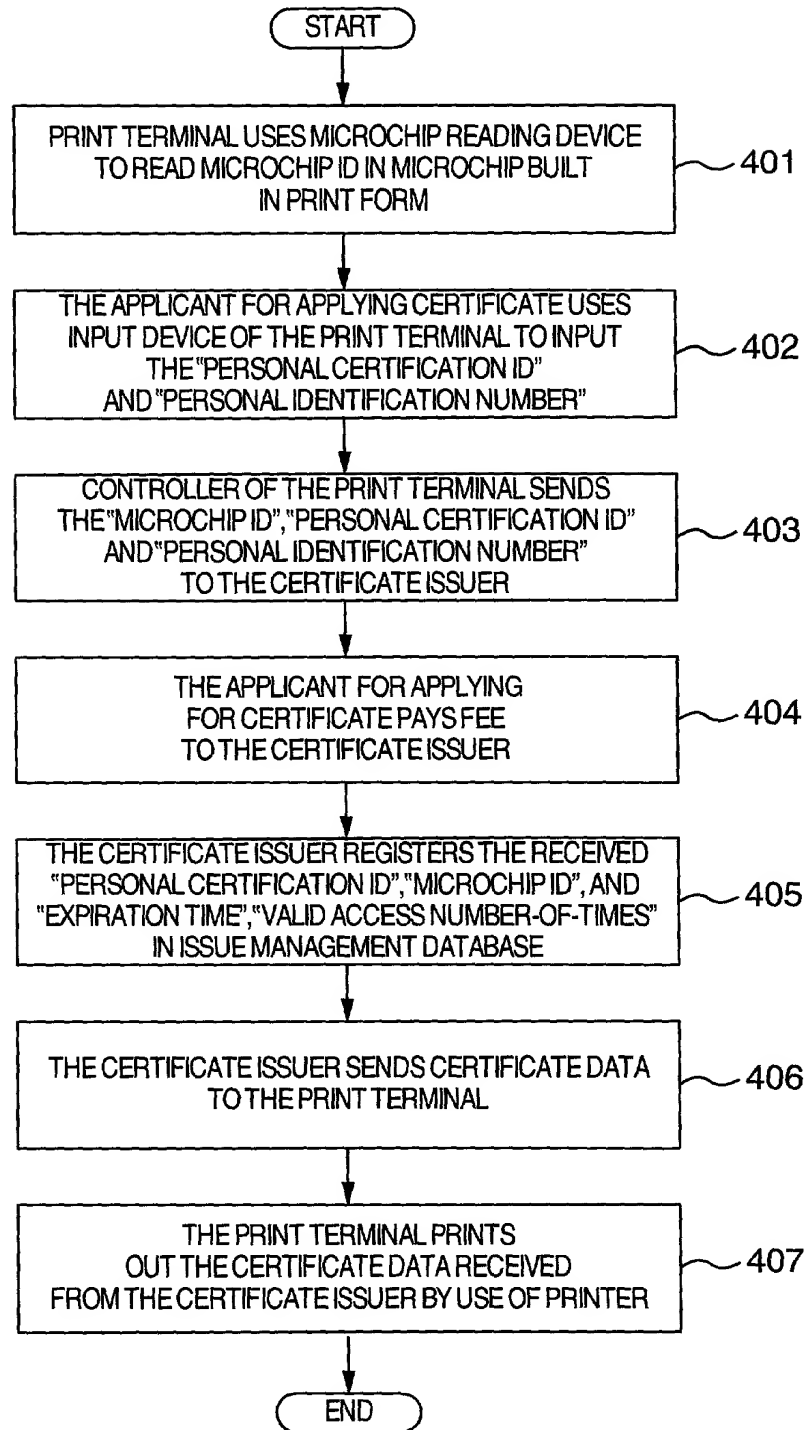 START
PRINT TERMINAL USES MICROCHIP READING DEVICE
TO READ MICROCHIP ID IN MICROCHIP BUILT
IN PRINT FORM
401
THE APPLICANT FOR APPLYING CERTIFICATE USES
INPUT DEVICE OF THE PRINT TERMINAL TO INPUT
THE "PERSONAL CERTIFICATION ID"
AND "PERSONAL IDENTIFICATION NUMBER"
402
CONTROLLER OF THE PRINT TERMINAL SENDS
THE "MICROCHIP ID", "PERSONAL CERTIFICATION ID"
AND "PERSONAL IDENTIFICATION NUMBER"
TO THE CERTIFICATE ISSUER
403
THE APPLICANT FOR APPLYING
FOR CERTIFICATE PAYS FEE
TO THE CERTIFICATE ISSUER
404
THE CERTIFICATE ISSUER REGISTERS THE RECEIVED
"PERSONAL CERTIFICATION ID", "MICROCHIP ID", AND
"EXPIRATION TIME", "VALID ACCESS NUMBER-OF-TIMES"
IN ISSUE MANAGEMENT DATABASE
405
THE CERTIFICATE ISSUER SENDS CERTIFICATE DATA
TO THE PRINT TERMINAL
406
THE PRINT TERMINAL PRINTS
OUT THE CERTIFICATE DATA RECEIVED
FROM THE CERTIFICATE ISSUER BY USE OF PRINTER
407
END